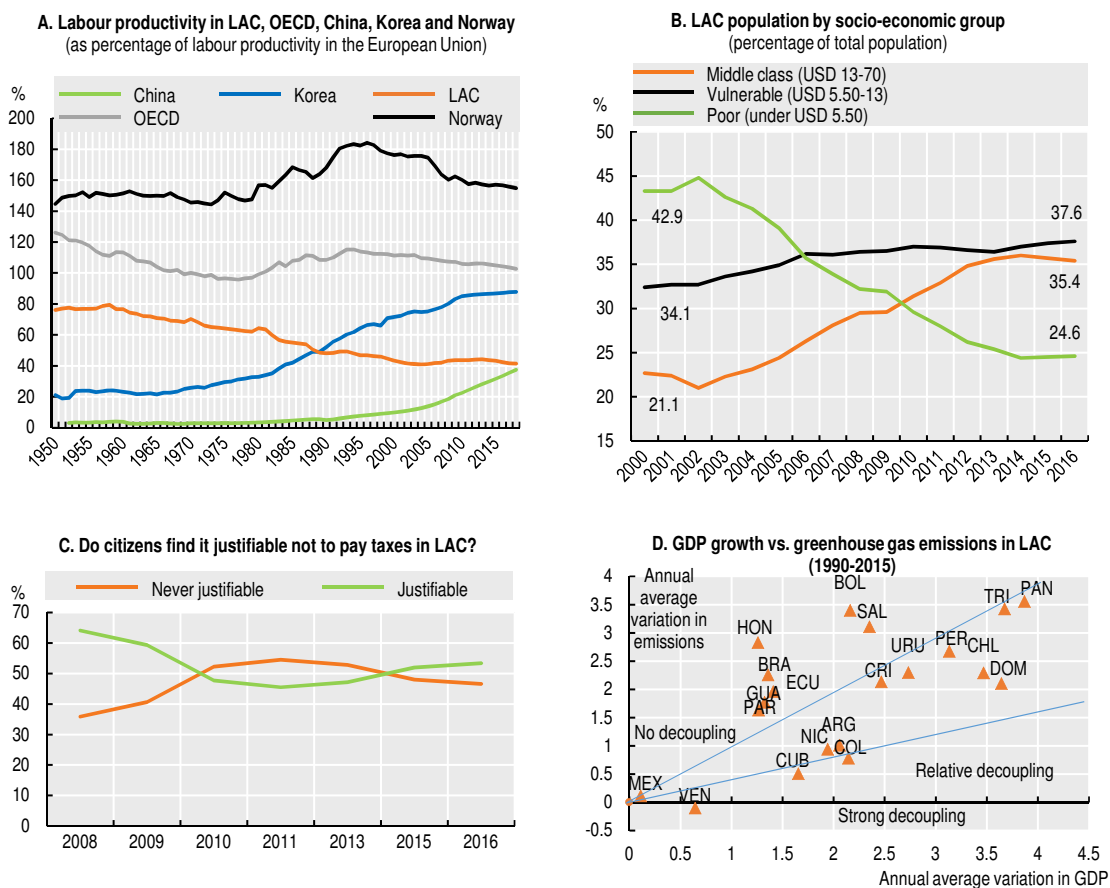 A. Labour productivity in LAC, OECD, China, Korea and Norway
(as percentage of labour productivity in the European Union)
%
China
Korea
LAC
OECD
Norway
200
180
160
140
120
100
80
60
40
20
0
1950
1955
1960
1965
1970
1975
1980
1985
1990
1995
2000
2005
2010
2015
B. LAC population by socio-economic group
(percentage of total population)
Middle class (USD 13-70)
Vulnerable (USD 5.50-13)
Poor (under USD 5.50)
%
50
45
40
35
30
25
20
15
42.9
34.1
21.1
37.6
35.4
24.6
2000
2001
2002
2003
2004
2005
2006
2007
2008
2009
2010
2011
2012
2013
2014
2015
2016
C. Do citizens find it justifiable not to pay taxes in LAC?
%
Never justifiable
Justifiable
70
60
50
40
30
20
10
0
2008
2009
2010
2011
2013
2015
2016
D. GDP growth vs. greenhouse gas emissions in LAC
(1990-2015)
Annual
average
variation in
emissions
4
3.5
3
2.5
2
1.5
1
0.5
0
-0.5
BOL
SAL
TRI
PAN
HON
URU
PER
CHL
BRA
ECU
CRI
DOM
GUA
PAR
ARG
NIC
COL
CUB
MEX
VEN
No decoupling
Relative decoupling
Strong decoupling
0
0.5
1
1.5
2
2.5
3
3.5
4
4.5
Annual average variation in GDP